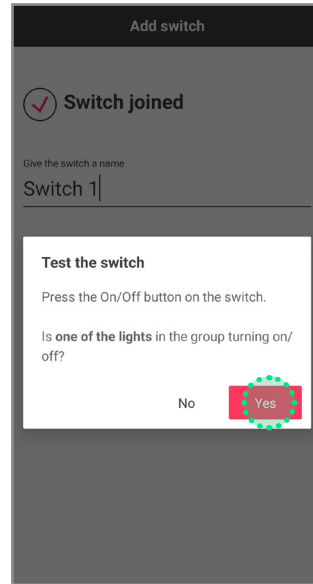 Add switch
Switch joined
Give the switch a name
Switch 1
Test the switch
Press the On/Off button on the switch.
Is one of the lights in the group turning on/
off?
No
Yes